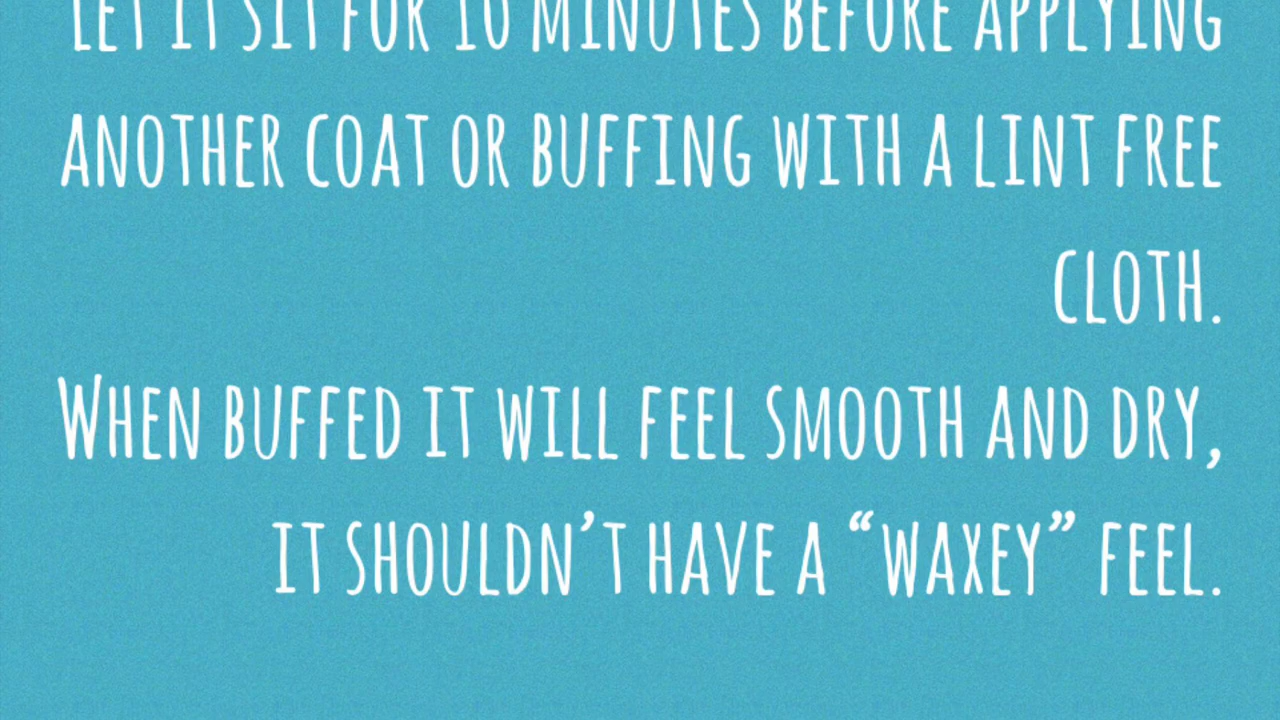 LET IT SIT FOR 10 MINUTES BEFORE APPLYING
ANOTHER COAT OR BUFFING WITH A LINT FREE
CLOTH.
WHEN BUFFED IT WILL FEEL SMOOTH AND DRY,
IT SHOULDN’T HAVE A “WAXEY” FEEL.